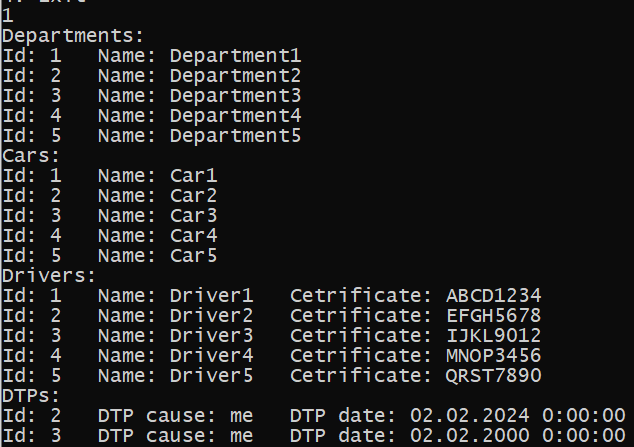 1
Departments:
Id: 1   Name: Department1
Id: 2   Name: Department2
Id: 3   Name: Department3
Id: 4   Name: Department4
Id: 5   Name: Department5
Cars:
Id: 1   Name: Car1
Id: 2   Name: Car2
Id: 3   Name: Car3
Id: 4   Name: Car4
Id: 5   Name: Car5
Drivers:
Id: 1   Name: Driver1   Cetrificate: ABCD1234
Id: 2   Name: Driver2   Cetrificate: EFGH5678
Id: 3   Name: Driver3   Cetrificate: IJKL9012
Id: 4   Name: Driver4   Cetrificate: MNOP3456
Id: 5   Name: Driver5   Cetrificate: QRST7890
DTPs:
Id: 2   DTP cause: me   DTP date: 02.02.2024 0:00:00
Id: 3   DTP cause: me   DTP date: 02.02.2000 0:00:00